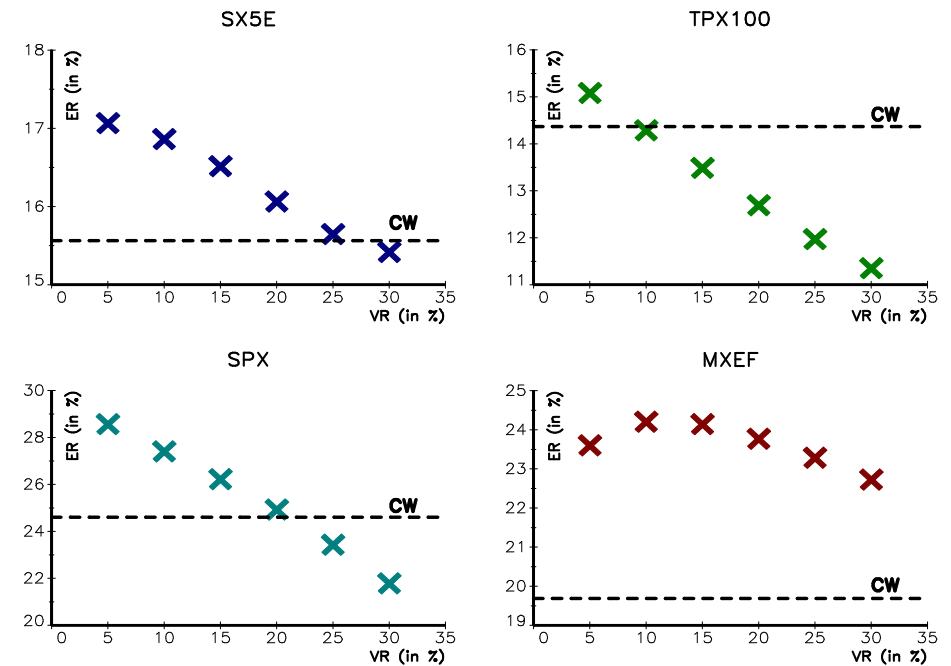 SX5E
ER (in %)
18
17
16
15
CW
0 5 10 15 20 25 30 35
VR (in %)
TPX100
ER (in %)
16
15
14
13
12
11
CW
0 5 10 15 20 25 30 35
VR (in %)
SPX
ER (in %)
30
28
26
24
22
20
CW
0 5 10 15 20 25 30 35
VR (in %)
MXEF
ER (in %)
25
24
23
22
21
20
19
CW
0 5 10 15 20 25 30 35
VR (in %)